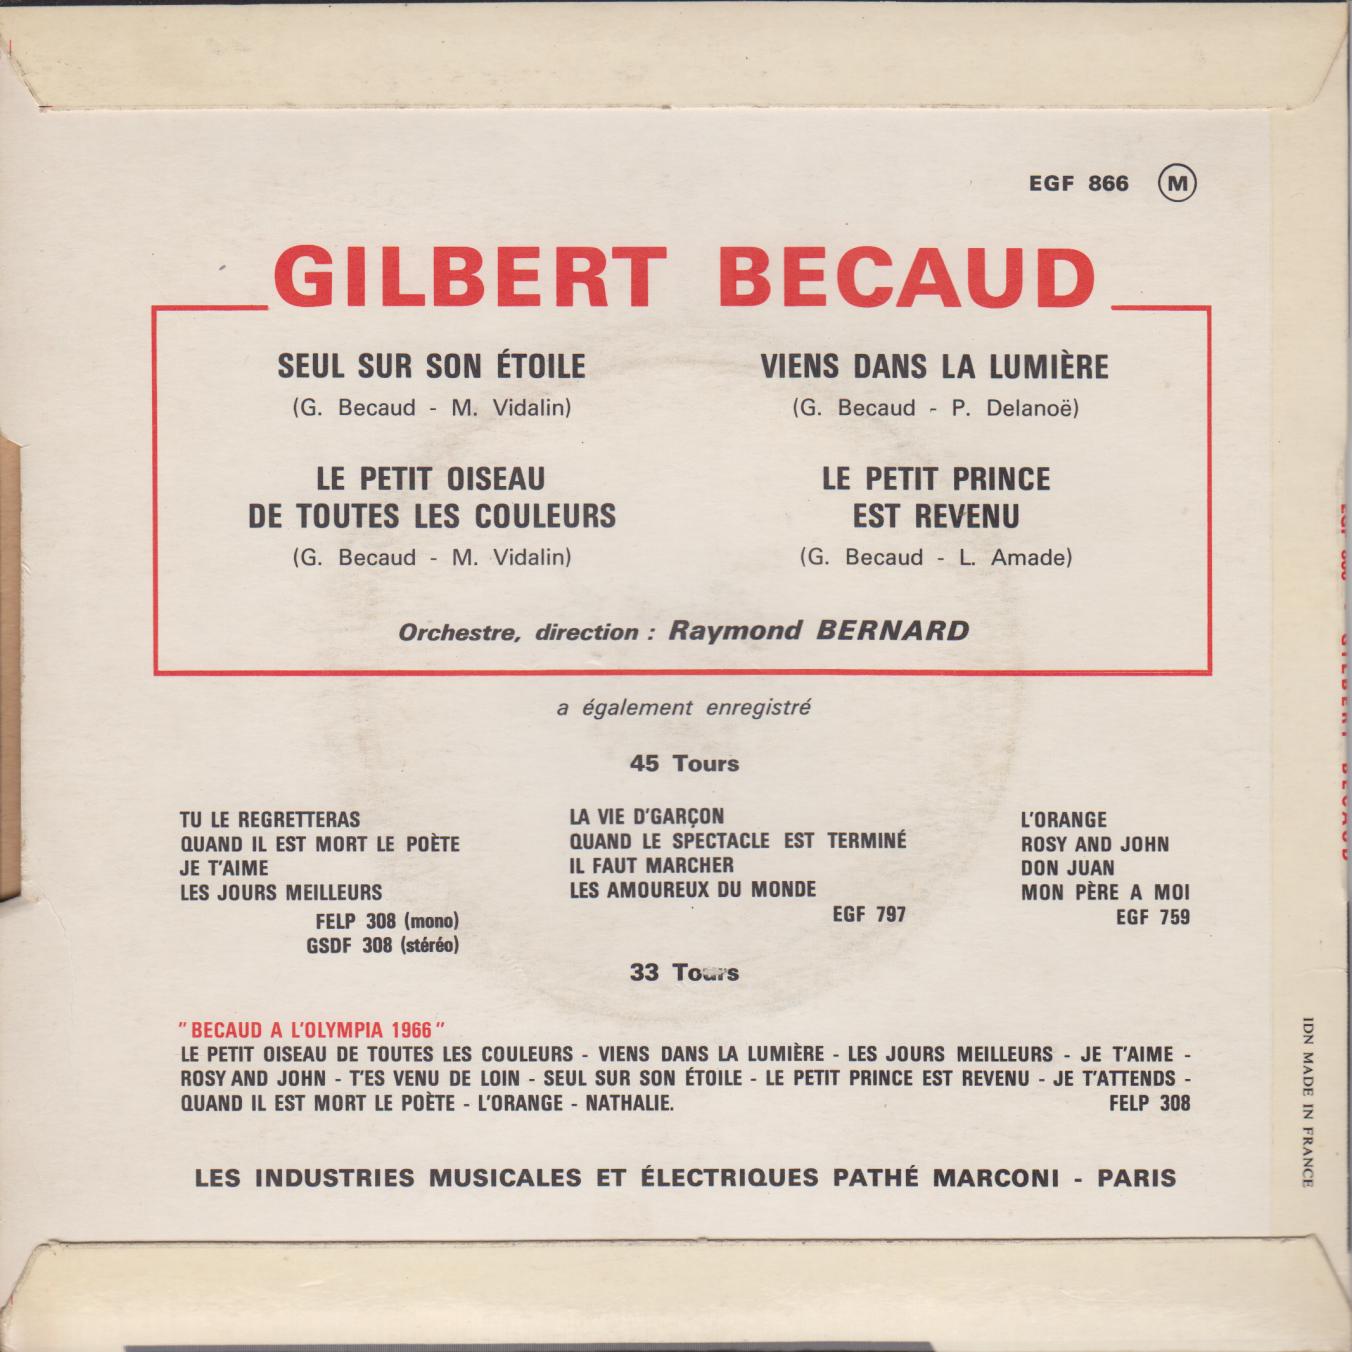 EGF 866 M
GILBERT BECAUD
SEUL SUR SON ÉTOILE
(G. Becaud - M. Vidalin)
LE PETIT OISEAU
DE TOUTES LES COULEURS
(G. Becaud - M. Vidalin)
VIENS DANS LA LUMIÈRE
(G. Becaud - P. Delanoë)
LE PETIT PRINCE
EST REVENU
(G. Becaud - L. Amade)
Orchestre, direction : Raymond BERNARD
a également enregistré
45 Tours
TU LE REGRETTERAS
QUAND IL EST MORT LE POÈTE
JE T'AIME
LES JOURS MEILLEURS
FELP 308 (mono)
GSDF 308 (stéréo)
LA VIE D'GARÇON
QUAND LE SPECTACLE EST TERMINÉ
IL FAUT MARCHER
LES AMOUREUX DU MONDE
EGF 797
L'ORANGE
ROSY AND JOHN
DON JUAN
MON PÈRE A MOI
EGF 759
33 Tours
"BECAUD A L'OLYMPIA 1966"
LE PETIT OISEAU DE TOUTES LES COULEURS - VIENS DANS LA LUMIÈRE - LES JOURS MEILLEURS - JE T'AIME -
ROSY AND JOHN - T'ES VENU DE LOIN - SEUL SUR SON ÉTOILE - LE PETIT PRINCE EST REVENU - JE T'ATTENDS -
QUAND IL EST MORT LE POÈTE - L'ORANGE - NATHALIE. FELP 308
LES INDUSTRIES MUSICALES ET ÉLECTRIQUES PATHÉ MARCONI - PARIS
IDN MADE IN FRANCE